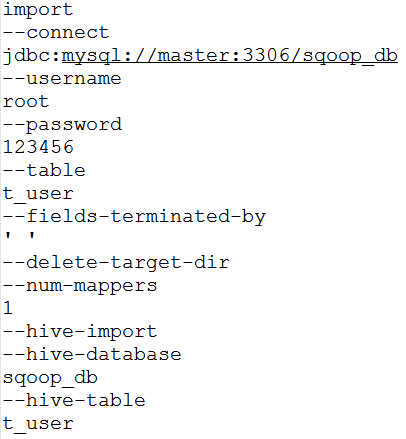 import
--connect
jdbc:mysql://master:3306/sqoop_db
--username
root
--password
123456
--table
t_user
--fields-terminated-by
' '
--delete-target-dir
--num-mappers
1
--hive-import
--hive-database
sqoop_db
--hive-table
t_user